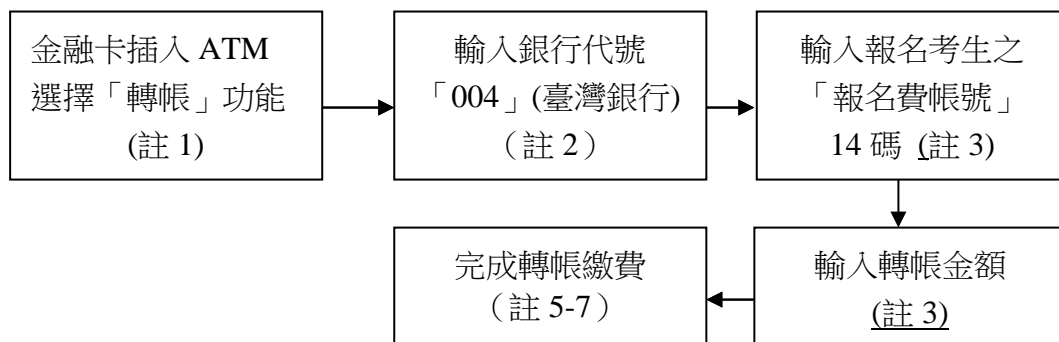 金融卡插入 ATM
選擇「轉帳」功能
(註 1)
輸入銀行代號
「004」(臺灣銀行)
（註 2）
輸入報名考生之
「報名費帳號」
14 碼 (註 3)
輸入轉帳金額
(註 3)
完成轉帳繳費
（註 5-7）